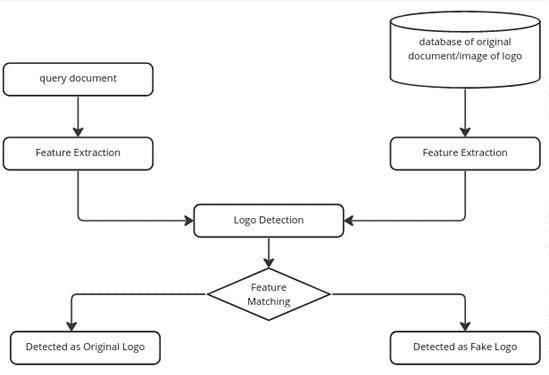 database of original
document/image of logo
query document
Feature Extraction
Feature Extraction
Logo Detection
Feature
Matching
Detected as Original Logo
Detected as Fake Logo